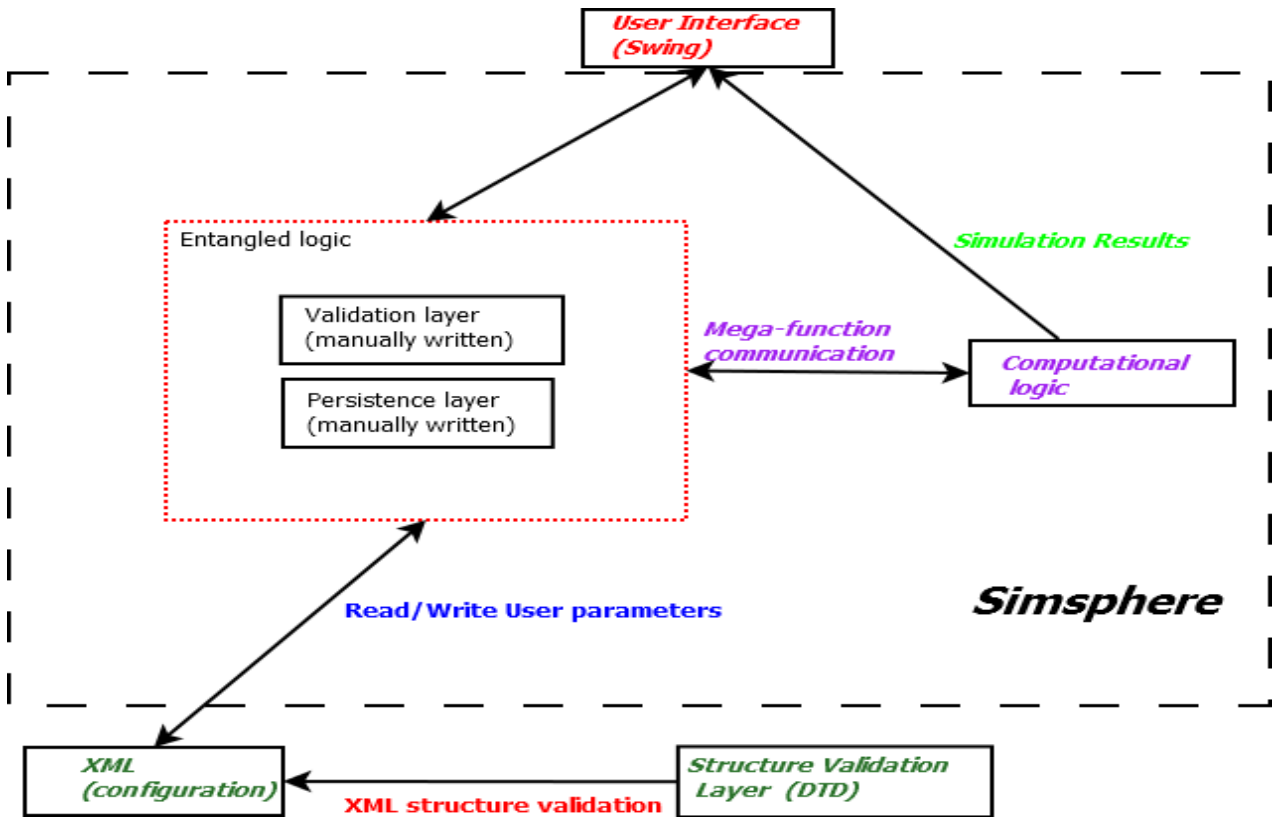 User Interface
(Swing)
Entangled logic
Simulation Results
Validation layer
(manually written)
Mega-function
communication
Computational
logic
Persistence layer
(manually written)
Simsphere
Read/Write User parameters
XML
(configuration)
Structure Validation
Layer (DTD)
XML structure validation